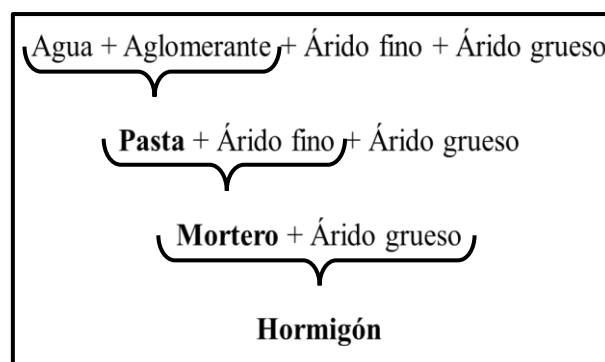 Agua + Aglomerante + Árido fino + Árido grueso
Pasta + Árido fino + Árido grueso
Mortero + Árido grueso
Hormigón